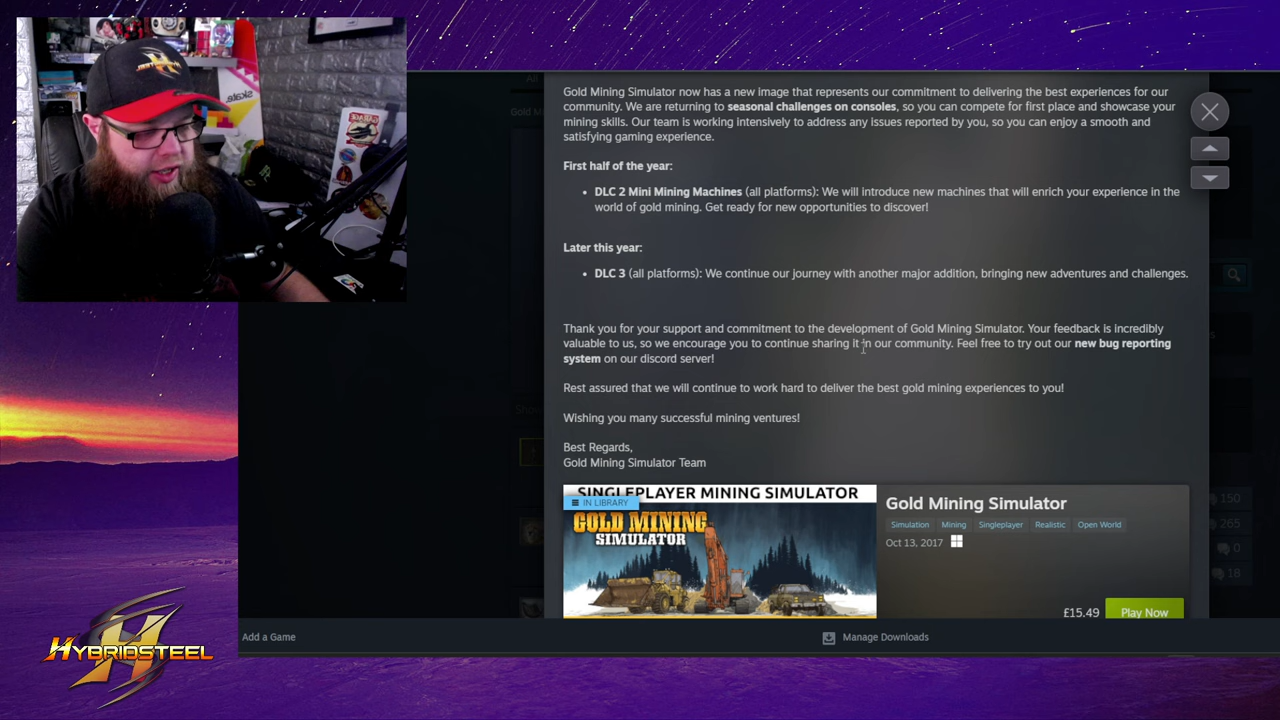 All
Gold M
Gold Mining Simulator now has a new image that represents our commitment to delivering the best experiences for our
community. We are returning to seasonal challenges on consoles, so you can compete for first place and showcase your
mining skills. Our team is working intensively to address any issues reported by you, so you can enjoy a smooth and
satisfying gaming experience.
First half of the year:
• DLC 2 Mini Mining Machines (all platforms): We will introduce new machines that will enrich your experience in the
world of gold mining. Get ready for new opportunities to discover!
Later this year:
• DLC 3 (all platforms): We continue our journey with another major addition, bringing new adventures and challenges.
Thank you for your support and commitment to the development of Gold Mining Simulator. Your feedback is incredibly
valuable to us, so we encourage you to continue sharing it in our community. Feel free to try out our new bug reporting
system on our discord server!
Rest assured that we will continue to work hard to deliver the best gold mining experiences to you!
Wishing you many successful mining ventures!
Best Regards,
Gold Mining Simulator Team
SINGLEPLAYER MINING SIMULATOR
IN LIBRARY
GOLD MINING
SIMULATOR
Gold Mining Simulator
Simulation Mining Singleplayer Realistic Open World
Oct 13, 2017
£15.49 Play Now
150
265
0
18
Add a Game
Manage Downloads
skate
HYBRIDSTEEL